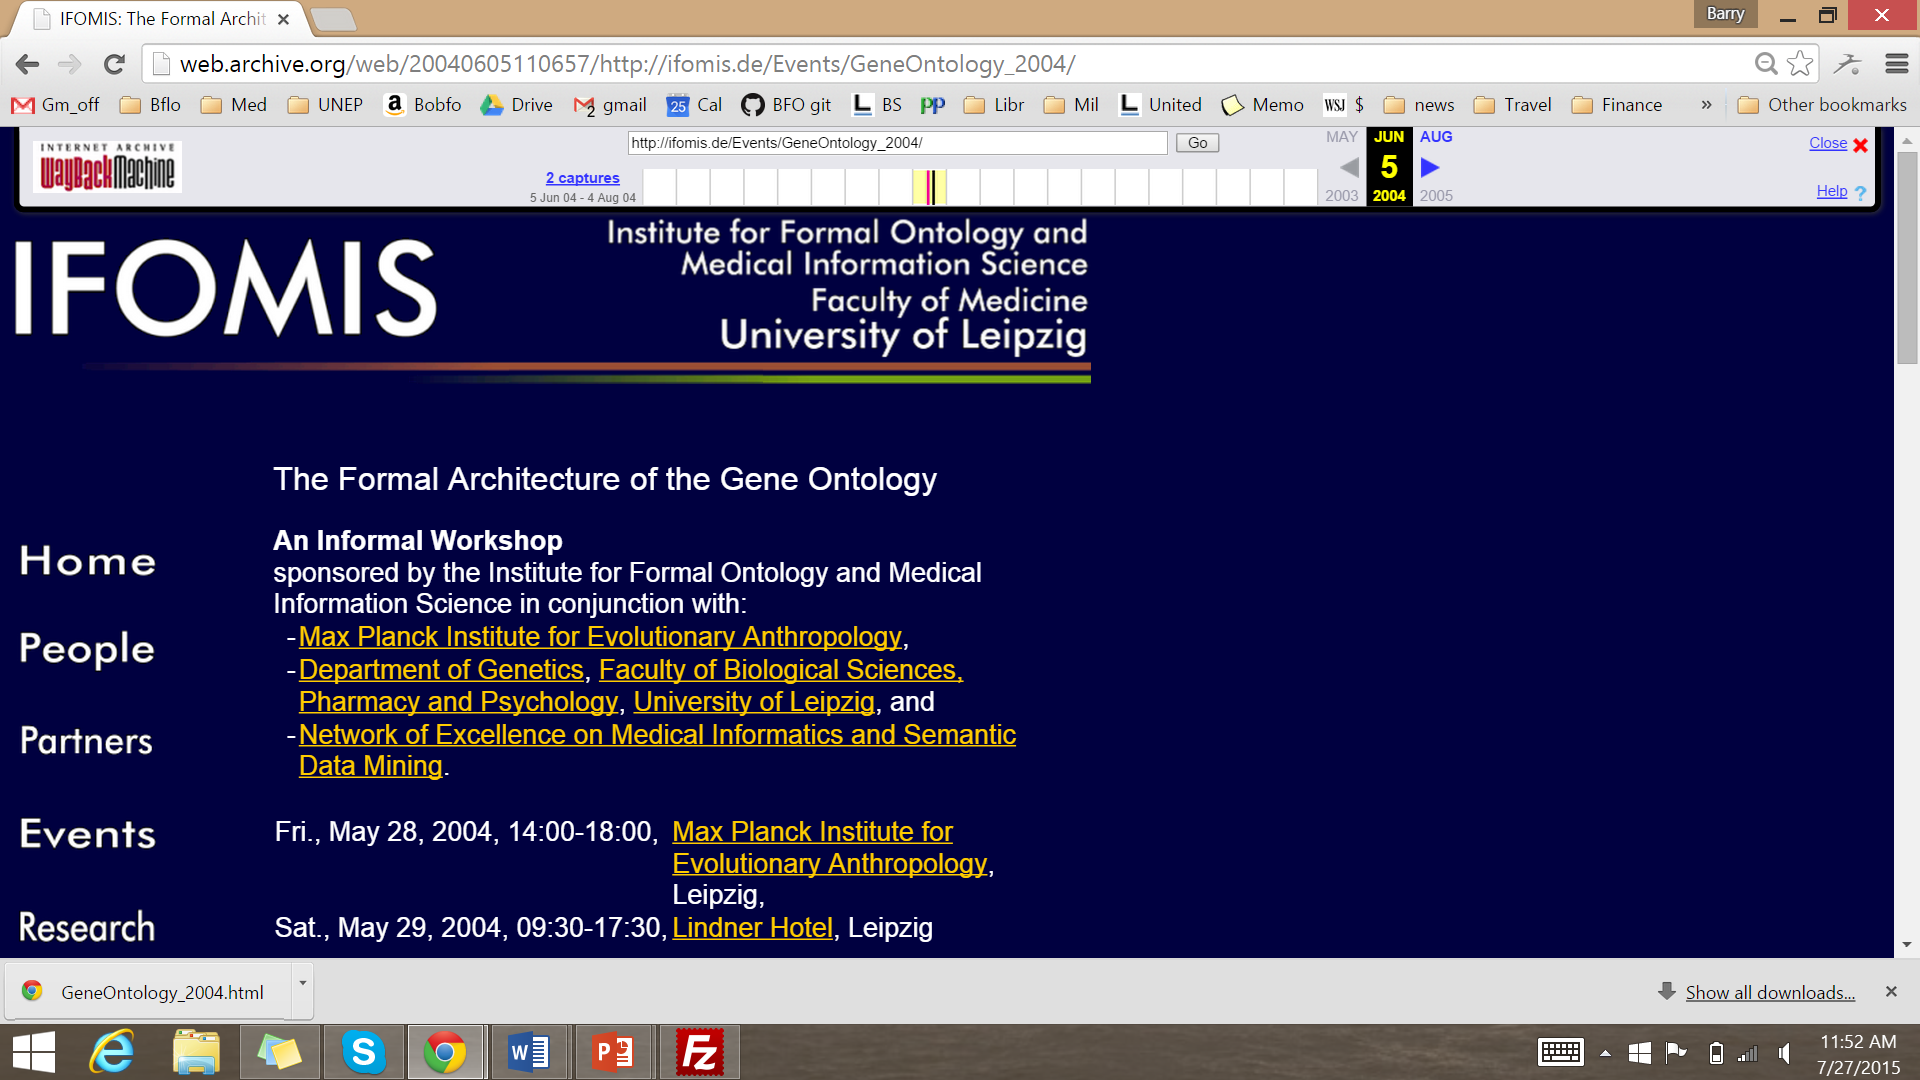 IFOMIS: The Formal Archit
Barry
web.archive.org/web/20040605110657/http://ifomis.de/Events/GeneOntology_2004/
Gm_off Bflo Med UNEP Bobfo Drive gmail Cal BFO git BS Libr Mil United Memo $ news Travel Finance » Other bookmarks
INTERNET ARCHIVE
WayBackMachine
http://ifomis.de/Events/GeneOntology_2004/ Go
2 captures
5 Jun 04 - 4 Aug 04
MAY JUN AUG
5
2003 2004 2005
Close
Help ?
IFOMIS
Institute for Formal Ontology and
Medical Information Science
Faculty of Medicine
University of Leipzig
The Formal Architecture of the Gene Ontology
Home
People
Partners
Events
Research
An Informal Workshop
sponsored by the Institute for Formal Ontology and Medical
Information Science in conjunction with:
-Max Planck Institute for Evolutionary Anthropology,
-Department of Genetics, Faculty of Biological Sciences,
Pharmacy and Psychology, University of Leipzig, and
-Network of Excellence on Medical Informatics and Semantic
Data Mining.
Fri., May 28, 2004, 14:00-18:00, Max Planck Institute for
Evolutionary Anthropology,
Leipzig,
Sat., May 29, 2004, 09:30-17:30, Lindner Hotel, Leipzig
GeneOntology_2004.html
Show all downloads...
11:52 AM
7/27/2015